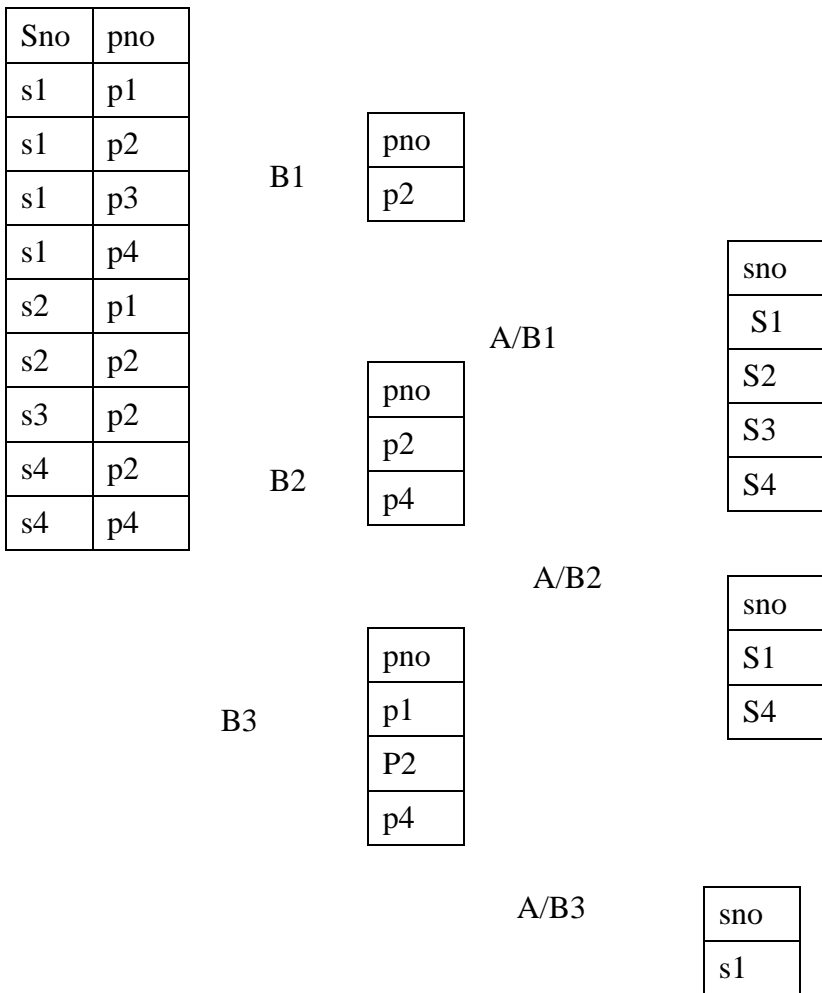 Sno pno
s1 p1
s1 p2
s1 p3
s1 p4
s2 p1
s2 p2
s3 p2
s4 p2
s4 p4
B1
pno
p2
A/B1
sno
S1
S2
S3
S4
B2
pno
p2
p4
A/B2
sno
S1
S4
B3
pno
p1
P2
p4
A/B3
sno
s1